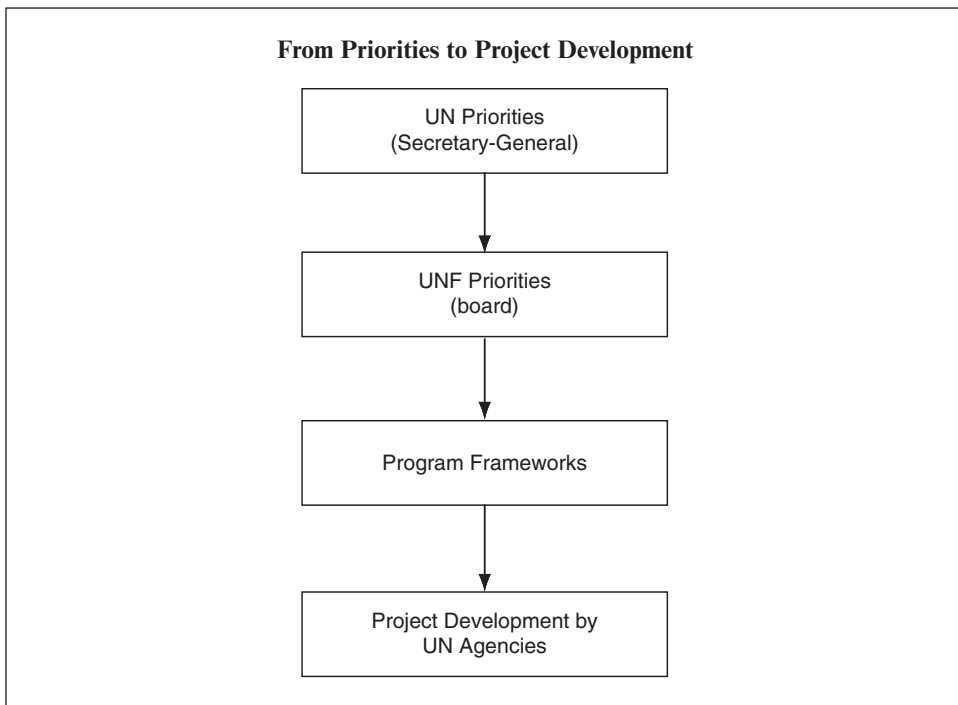 From Priorities to Project Development
UN Priorities
(Secretary-General)
UNF Priorities
(board)
Program Frameworks
Project Development by
UN Agencies